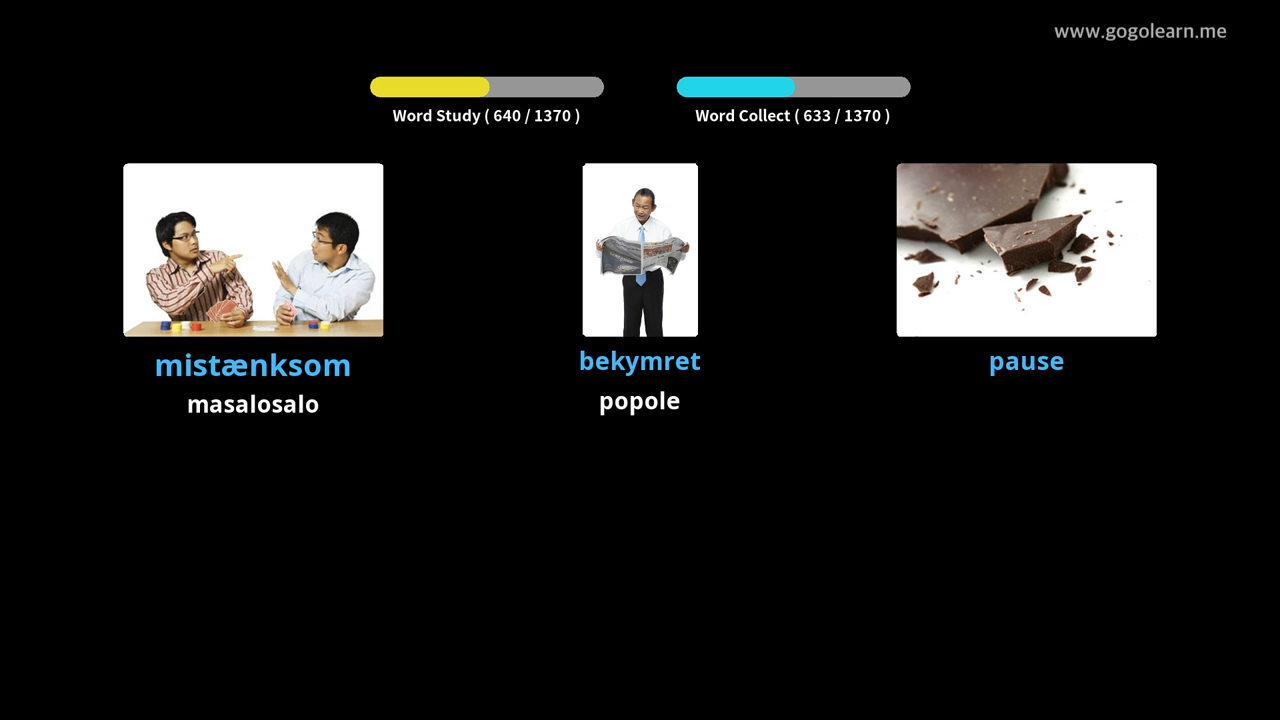 www.gogolearn.me
Word Study ( 640 / 1370 )
Word Collect ( 633 / 1370 )
mistænksom
bekymret
pause
masalosalo
popole